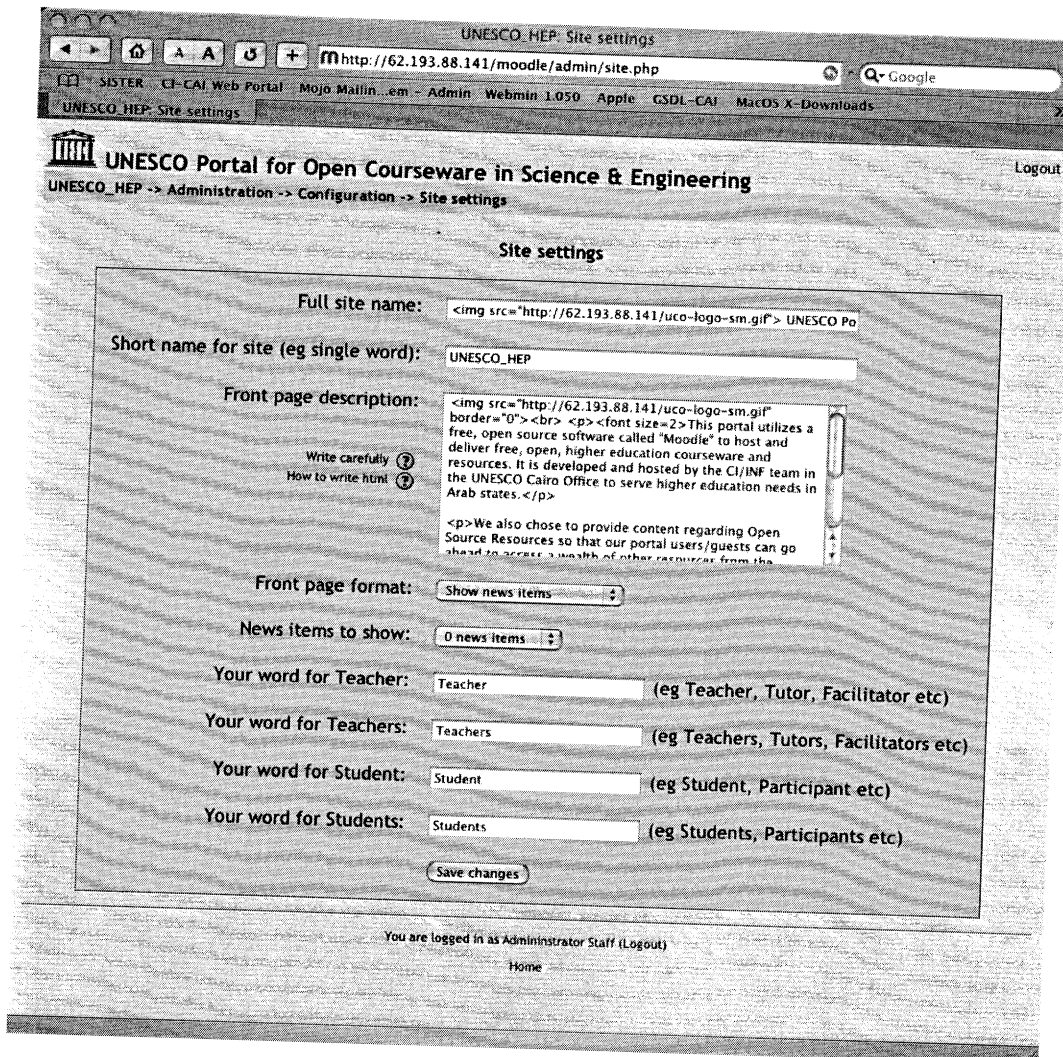 UNESCO_HEP: Site settings
A A
http://62.193.88.141/moodle/admin/site.php
Google
SISTER CI-CAI Web Portal Mojo Mailin...em - Admin Webmin 1.050 Apple GSDL-CAI MacOS X-Downloads
UNESCO_HEP: Site settings
UNESCO Portal for Open Courseware in Science & Engineering
Logout
UNESCO_HEP -> Administration -> Configuration -> Site settings
Site settings
Full site name: <img src="http://62.193.88.141/uco-logo-sm.gif"> UNESCO Po
Short name for site (eg single word): UNESCO_HEP
Front page description:
<img src="http://62.193.88.141/uco-logo-sm.gif"
border="0"><br> <p><font size=2>This portal utilizes a
free, open source software called "Moodle" to host and
deliver free, open, higher education courseware and
resources. It is developed and hosted by the CI/INF team in
the UNESCO Cairo Office to serve higher education needs in
Arab states.</p>
<p>We also chose to provide content regarding Open
Source Resources so that our portal users/guests can go
ahead to access a wealth of other resources from the
Write carefully ?
How to write html ?
Front page format: Show news items
News items to show: 0 news items
Your word for Teacher: Teacher (eg Teacher, Tutor, Facilitator etc)
Your word for Teachers: Teachers (eg Teachers, Tutors, Facilitators etc)
Your word for Student: Student (eg Student, Participant etc)
Your word for Students: Students (eg Students, Participants etc)
Save changes
You are logged in as Admininstrator Staff (Logout)
Home